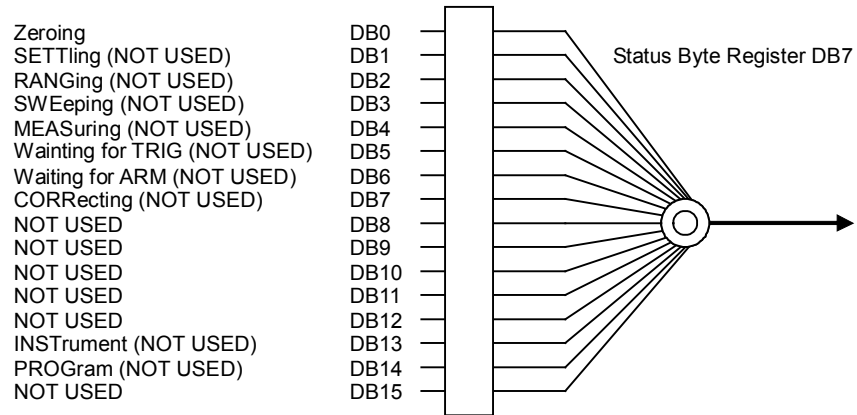 Zeroing DB0
SETTling (NOT USED) DB1 Status Byte Register DB7
RANGing (NOT USED) DB2
SWEeping (NOT USED) DB3
MEASuring (NOT USED) DB4
Wainting for TRIG (NOT USED) DB5
Waiting for ARM (NOT USED) DB6
CORRecting (NOT USED) DB7
NOT USED DB8
NOT USED DB9
NOT USED DB10
NOT USED DB11
NOT USED DB12
INSTrument (NOT USED) DB13
PROGram (NOT USED) DB14
NOT USED DB15